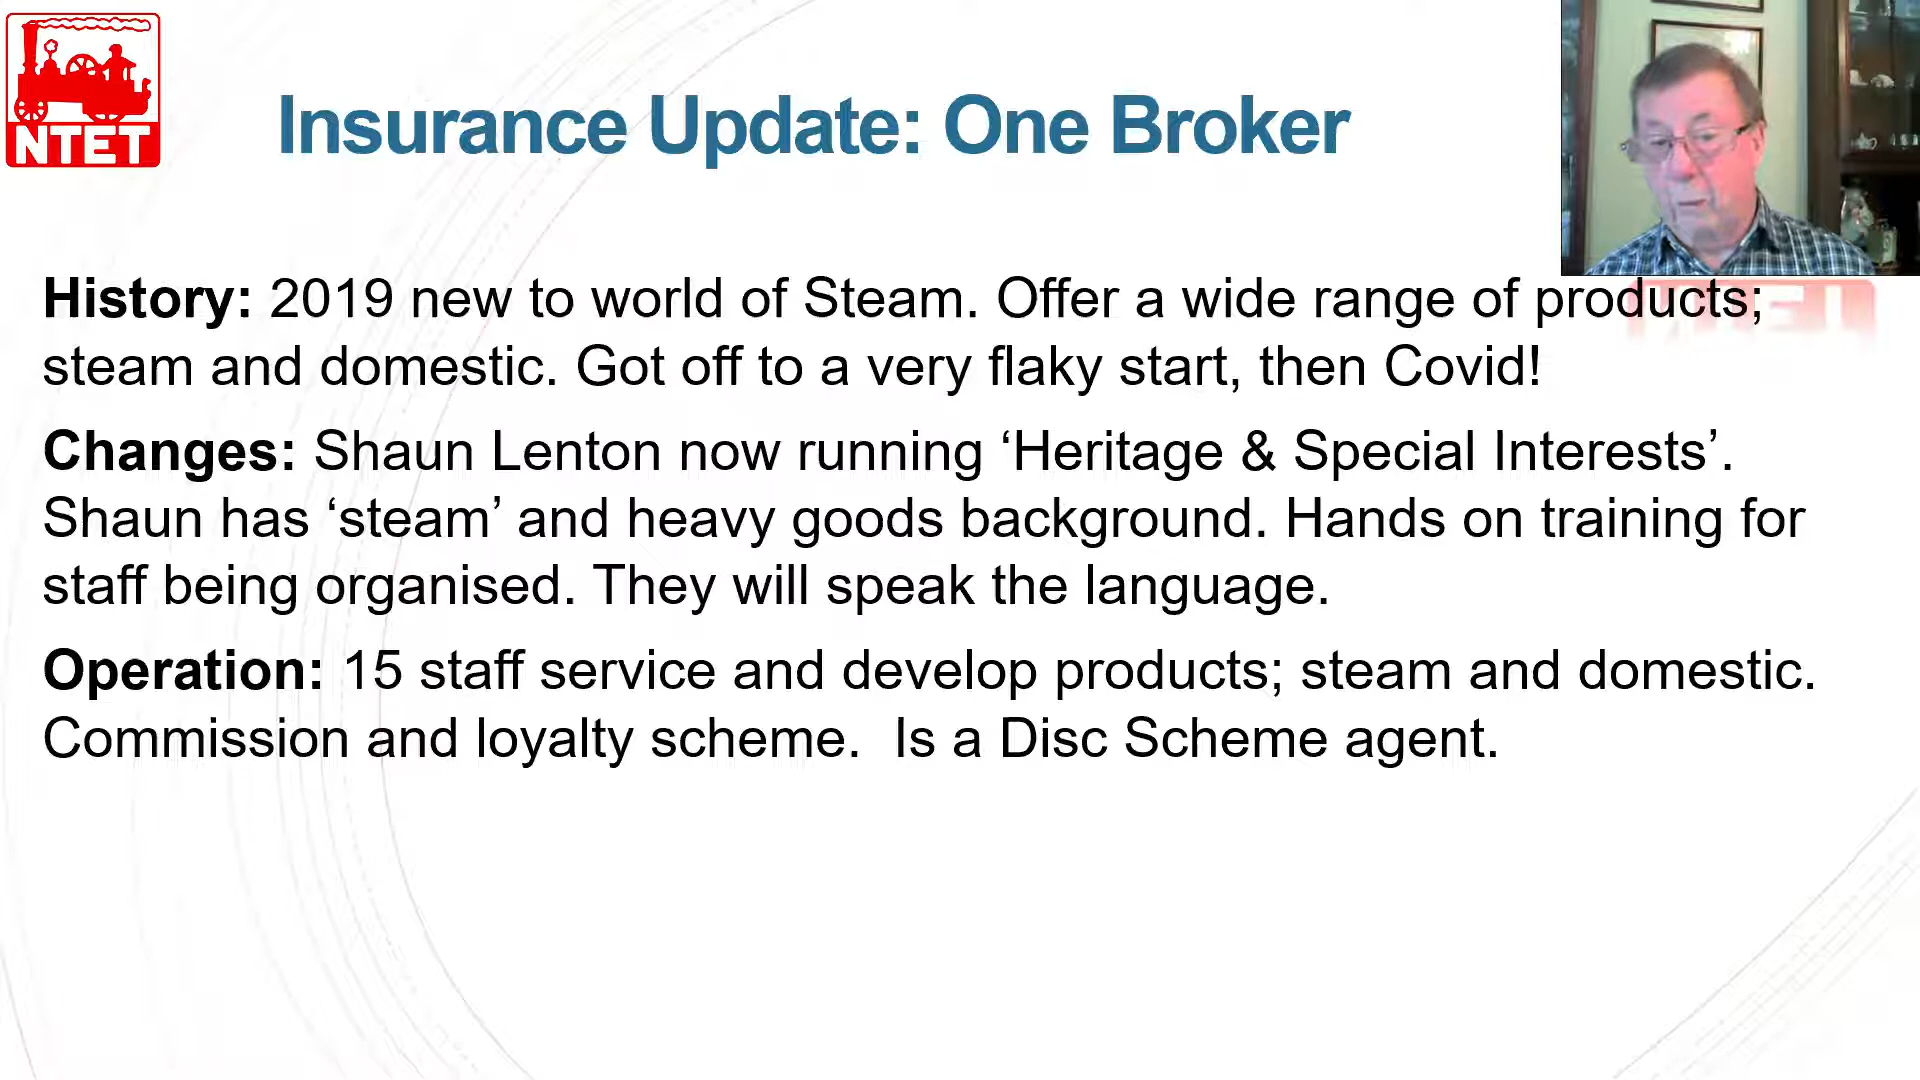 NTET
Insurance Update: One Broker
History: 2019 new to world of Steam. Offer a wide range of products;
steam and domestic. Got off to a very flaky start, then Covid!
Changes: Shaun Lenton now running ‘Heritage & Special Interests’.
Shaun has ‘steam’ and heavy goods background. Hands on training for
staff being organised. They will speak the language.
Operation: 15 staff service and develop products; steam and domestic.
Commission and loyalty scheme.  Is a Disc Scheme agent.